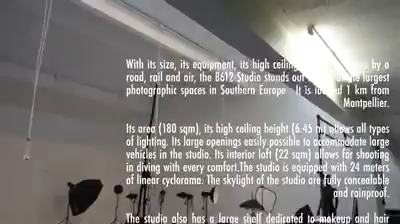 With its size, its equipment, its high ceiling by a
road, rail and air, the B612 Studio stands out largest
photographic spaces in Southern Europe It is 1 km from
Montpellier.
Its area (180 sqm), its high ceiling height (6.45 m) allows all types
of lighting. Its large openings easily possible to accommodate large
vehicles in the studio. Its interior loft (22 sqm) allows for shooting
in diving with every comfort.The studio is equipped with 24 meters
of linear cyclorama. The skylight of the studio are fully concealable
and rainproof.
The studio also has a large shell dedicated to makeup and hair